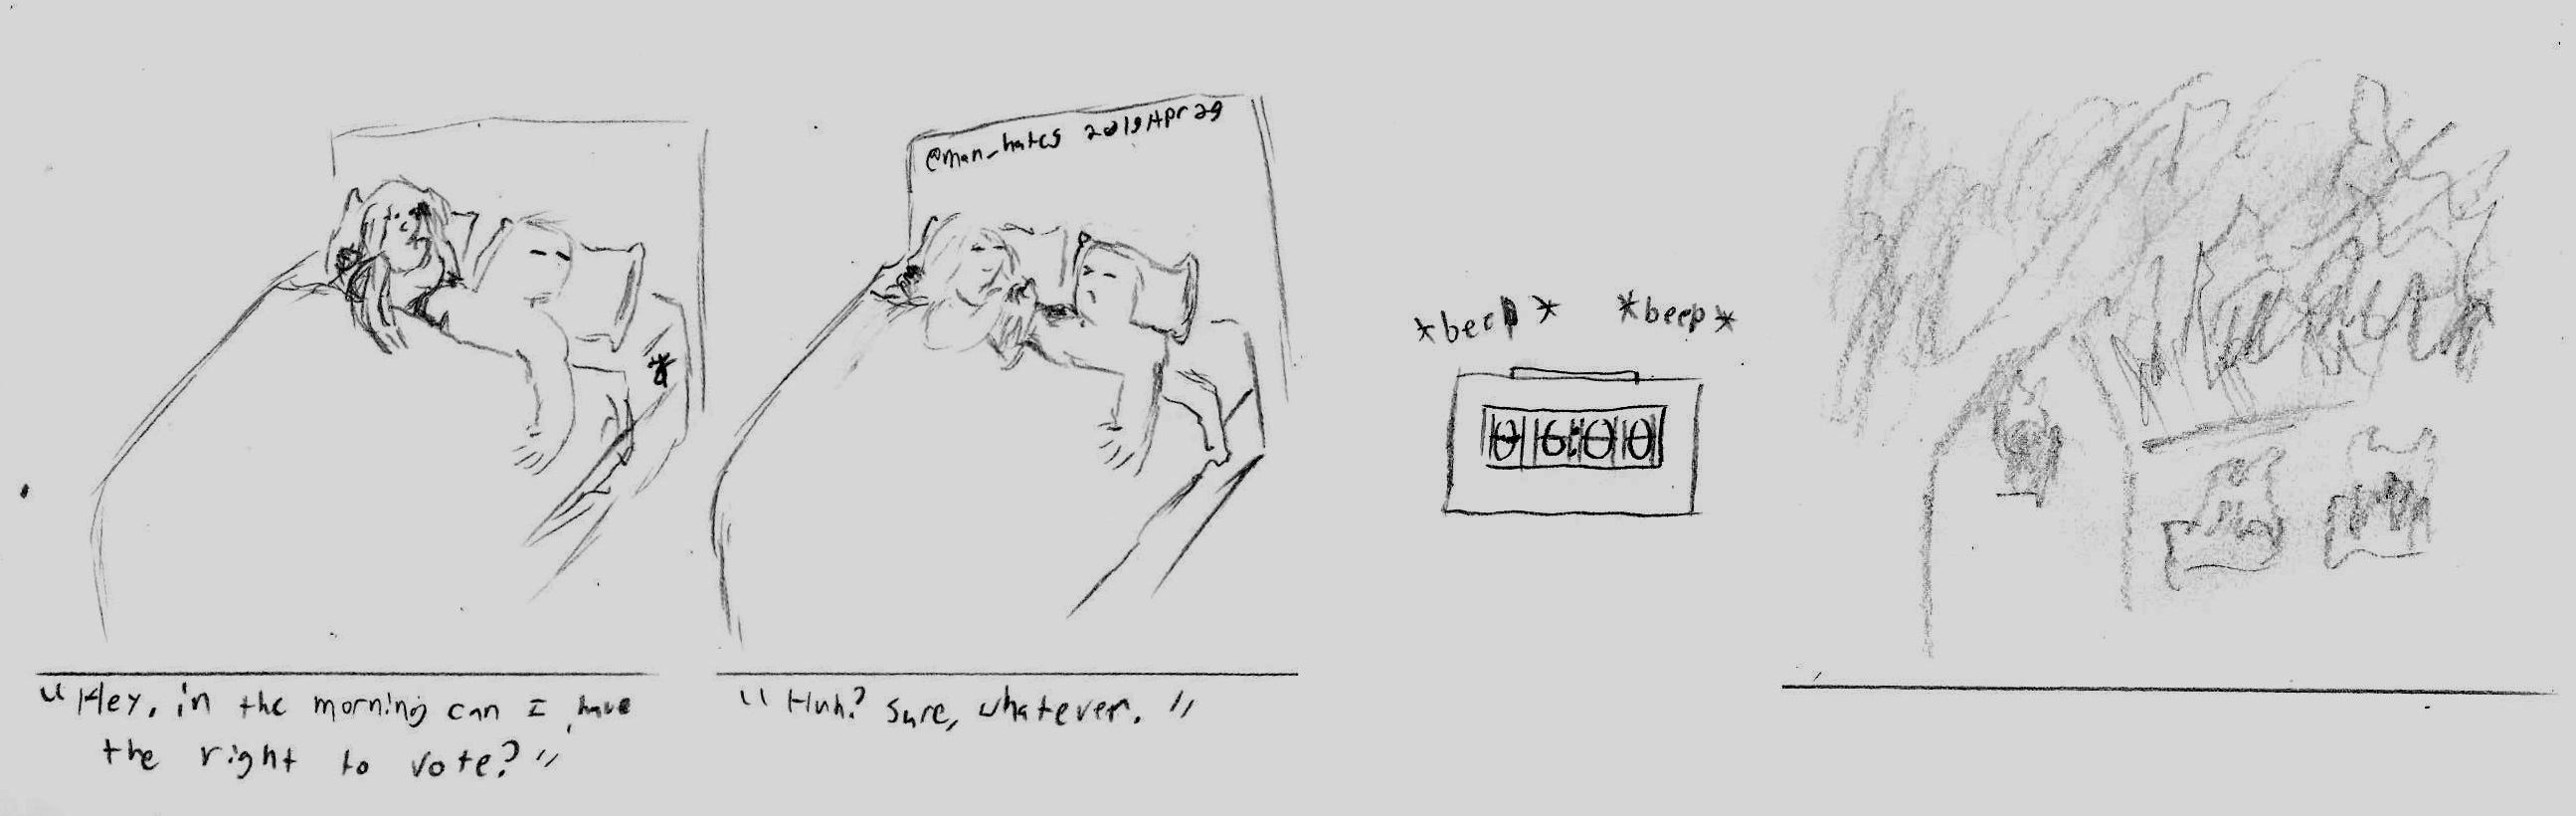 @man_hates 2019Apr29
*beep* *beep*
06:00
"Hey, in the morning can I have
the right to vote?"
"Huh? Sure, whatever."